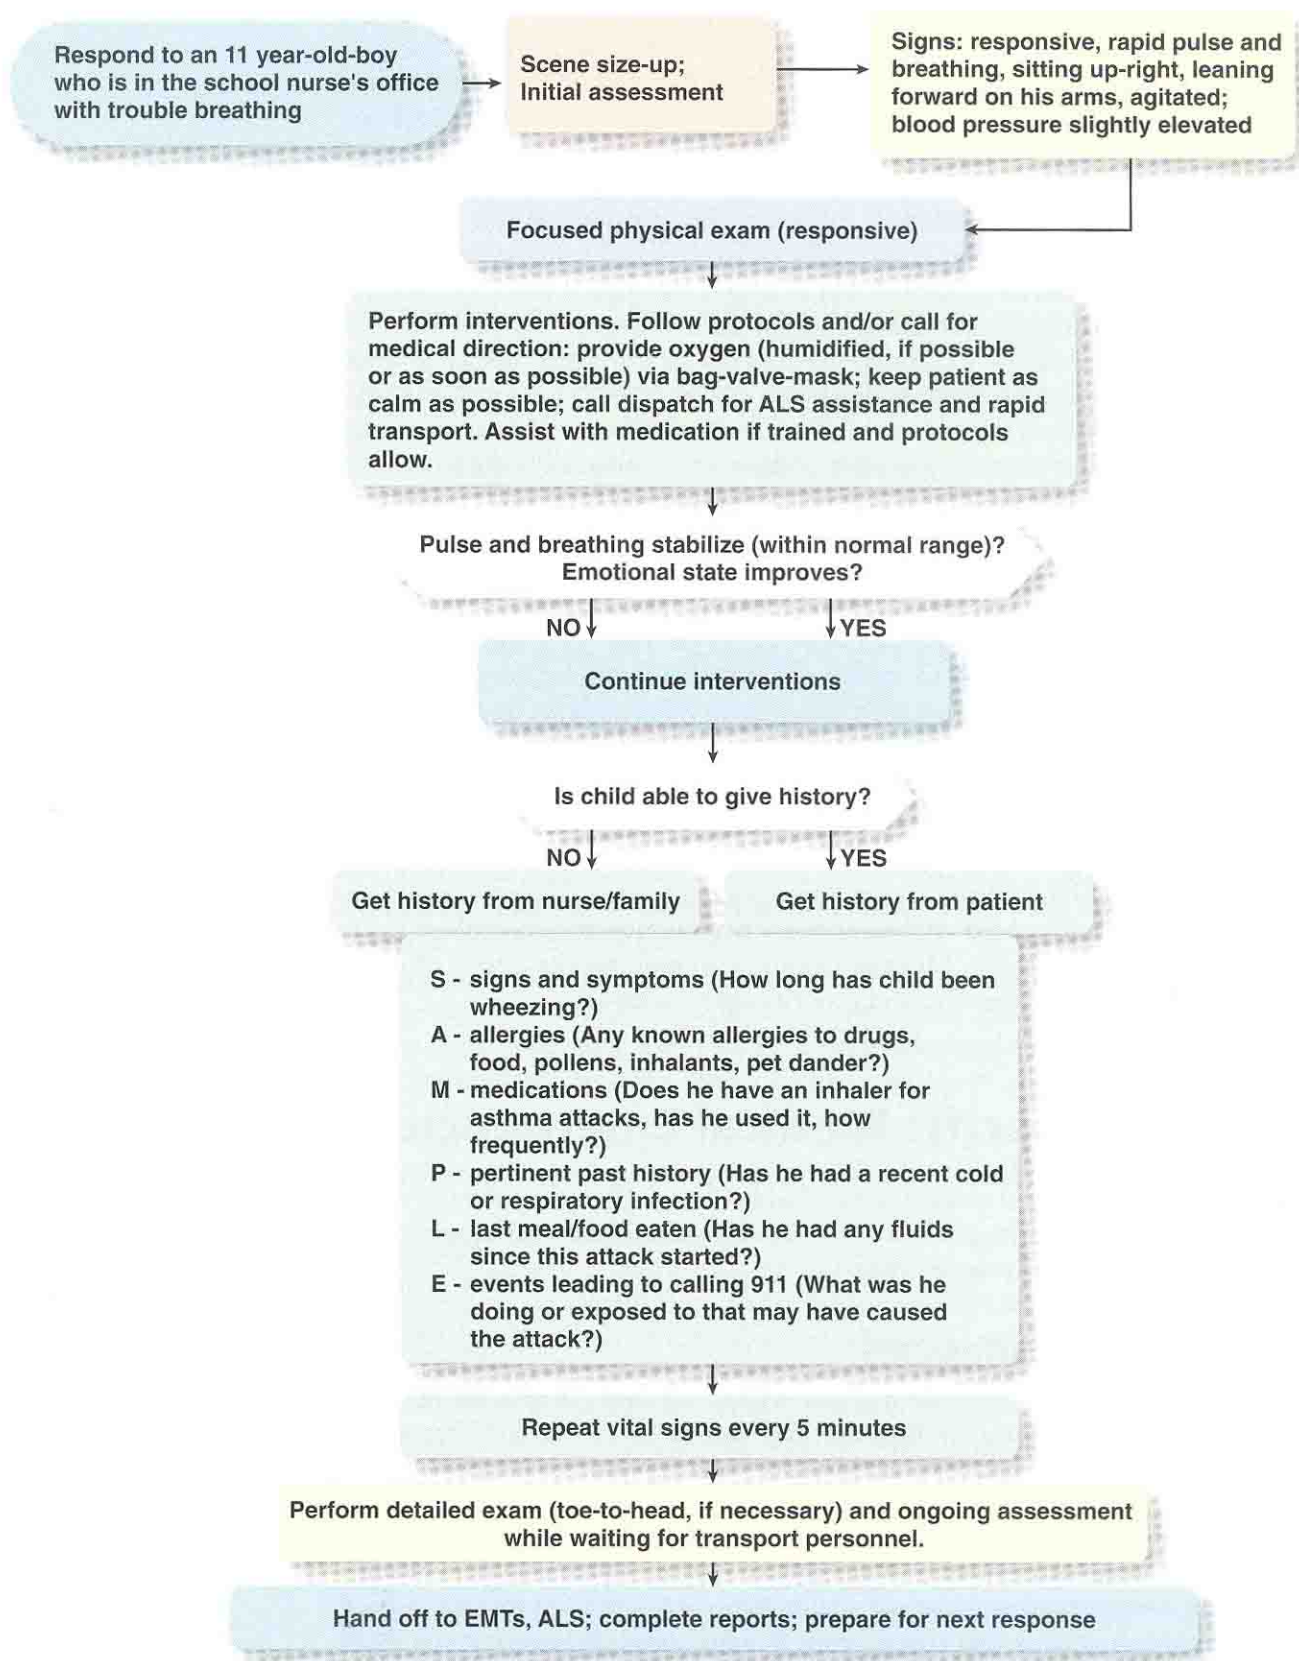 Respond to an 11 year-old-boy
who is in the school nurse's office
with trouble breathing
Scene size-up;
Initial assessment
Signs: responsive, rapid pulse and
breathing, sitting up-right, leaning
forward on his arms, agitated;
blood pressure slightly elevated
Focused physical exam (responsive)
Perform interventions. Follow protocols and/or call for
medical direction: provide oxygen (humidified, if possible
or as soon as possible) via bag-valve-mask; keep patient as
calm as possible; call dispatch for ALS assistance and rapid
transport. Assist with medication if trained and protocols
allow.
Pulse and breathing stabilize (within normal range)?
Emotional state improves?
NO
YES
Continue interventions
Is child able to give history?
NO
YES
Get history from nurse/family
Get history from patient
S - signs and symptoms (How long has child been
wheezing?)
A - allergies (Any known allergies to drugs,
food, pollens, inhalants, pet dander?)
M - medications (Does he have an inhaler for
asthma attacks, has he used it, how
frequently?)
P - pertinent past history (Has he had a recent cold
or respiratory infection?)
L - last meal/food eaten (Has he had any fluids
since this attack started?)
E - events leading to calling 911 (What was he
doing or exposed to that may have caused
the attack?)
Repeat vital signs every 5 minutes
Perform detailed exam (toe-to-head, if necessary) and ongoing assessment
while waiting for transport personnel.
Hand off to EMTs, ALS; complete reports; prepare for next response